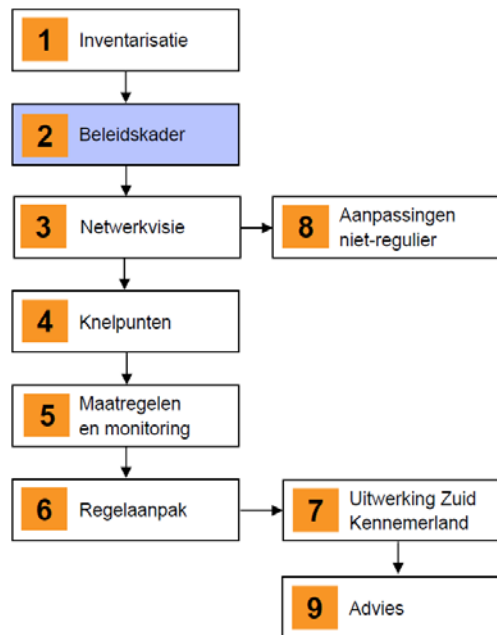 1 Inventarisatie
2 Beleidskader
3 Netwerkvisie
8 Aanpassingen
niet-regulier
4 Knelpunten
5 Maatregelen
en monitoring
6 Regelaanpak
7 Uitwerking Zuid
Kennemerland
9 Advies